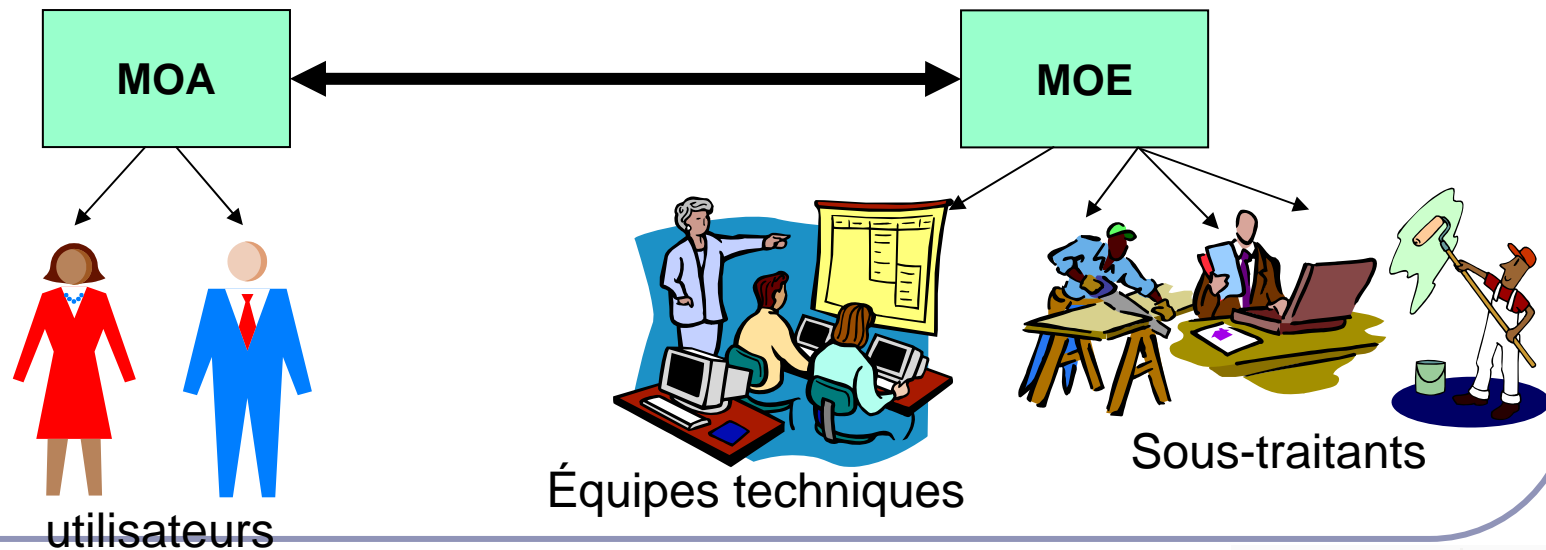 MOA
MOE
Sous-traitants
Équipes techniques
utilisateurs